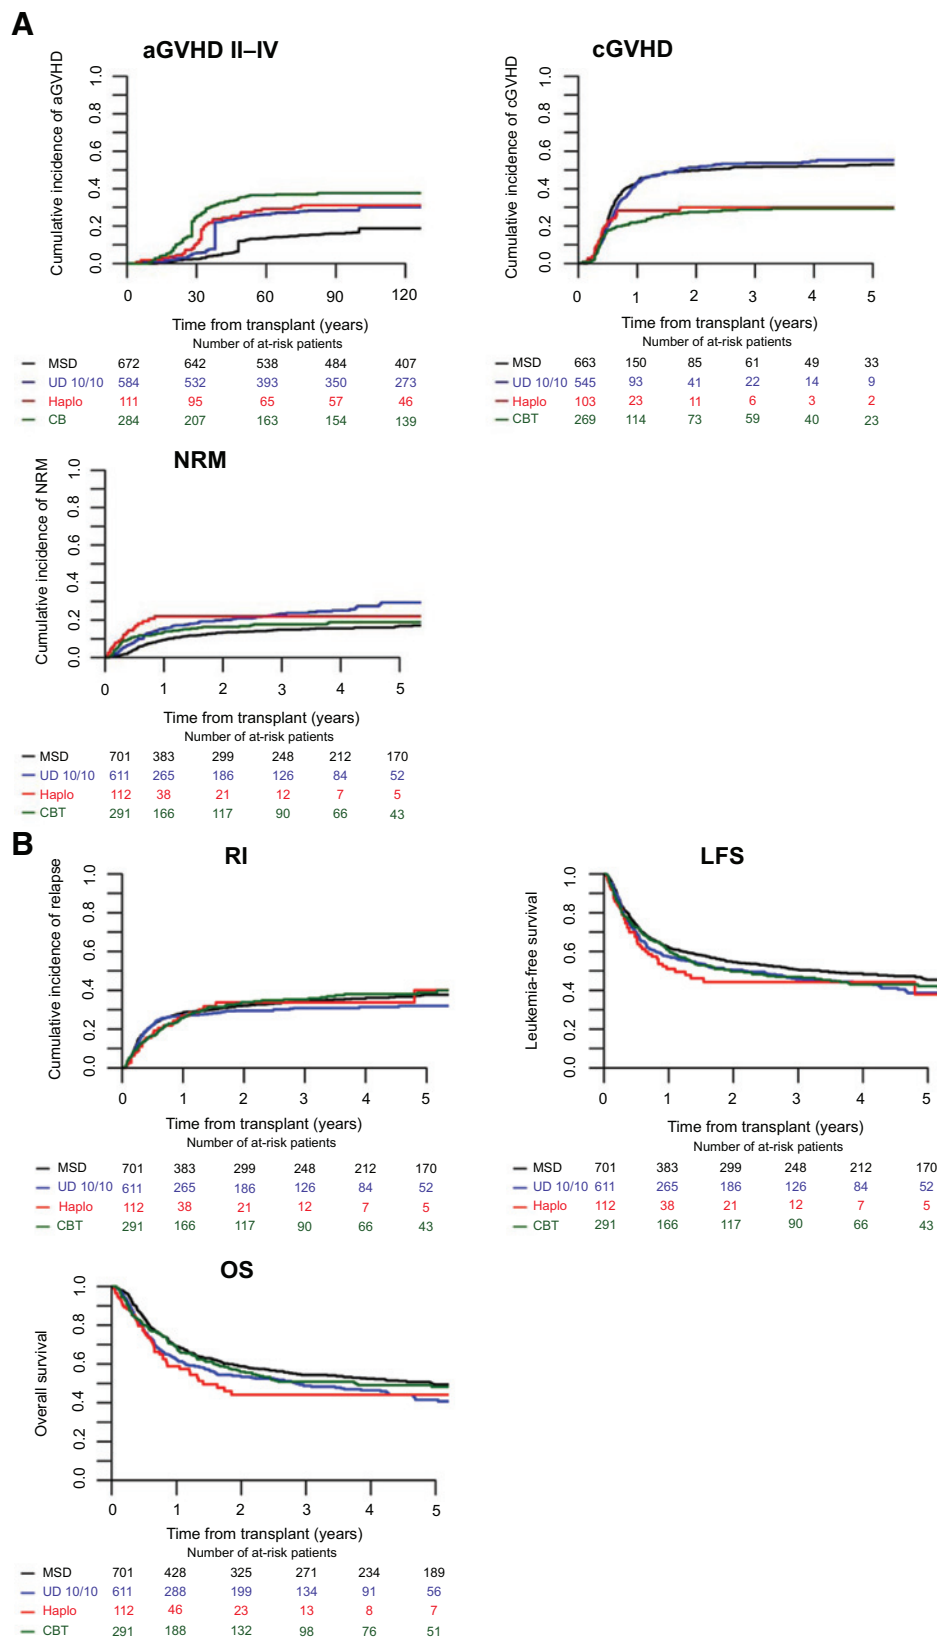 A
aGVHD II–IV
Cumulative incidence of aGVHD
1.0
0.8
0.6
0.4
0.2
0.0
0 30 60 90 120
Time from transplant (years)
Number of at-risk patients
MSD 672 642 538 484 407
UD 10/10 584 532 393 350 273
Haplo 111 95 65 57 46
CB 284 207 163 154 139
cGVHD
Cumulative incidence of cGVHD
1.0
0.8
0.6
0.4
0.2
0.0
0 1 2 3 4 5
Time from transplant (years)
Number of at-risk patients
MSD 663 150 85 61 49 33
UD 10/10 545 93 41 22 14 9
Haplo 103 23 11 6 3 2
CBT 269 114 73 59 40 23
NRM
Cumulative incidence of NRM
1.0
0.8
0.6
0.4
0.2
0.0
0 1 2 3 4 5
Time from transplant (years)
Number of at-risk patients
MSD 701 383 299 248 212 170
UD 10/10 611 265 186 126 84 52
Haplo 112 38 21 12 7 5
CBT 291 166 117 90 66 43
B
RI
Cumulative incidence of relapse
1.0
0.8
0.6
0.4
0.2
0.0
0 1 2 3 4 5
Time from transplant (years)
Number of at-risk patients
MSD 701 383 299 248 212 170
UD 10/10 611 265 186 126 84 52
Haplo 112 38 21 12 7 5
CBT 291 166 117 90 66 43
LFS
Leukemia-free survival
1.0
0.8
0.6
0.4
0.2
0.0
0 1 2 3 4 5
Time from transplant (years)
Number of at-risk patients
MSD 701 383 299 248 212 170
UD 10/10 611 265 186 126 84 52
Haplo 112 38 21 12 7 5
CBT 291 166 117 90 66 43
OS
Overall survival
1.0
0.8
0.6
0.4
0.2
0.0
0 1 2 3 4 5
Time from transplant (years)
Number of at-risk patients
MSD 701 428 325 271 234 189
UD 10/10 611 288 199 134 91 56
Haplo 112 46 23 13 8 7
CBT 291 188 132 98 76 51